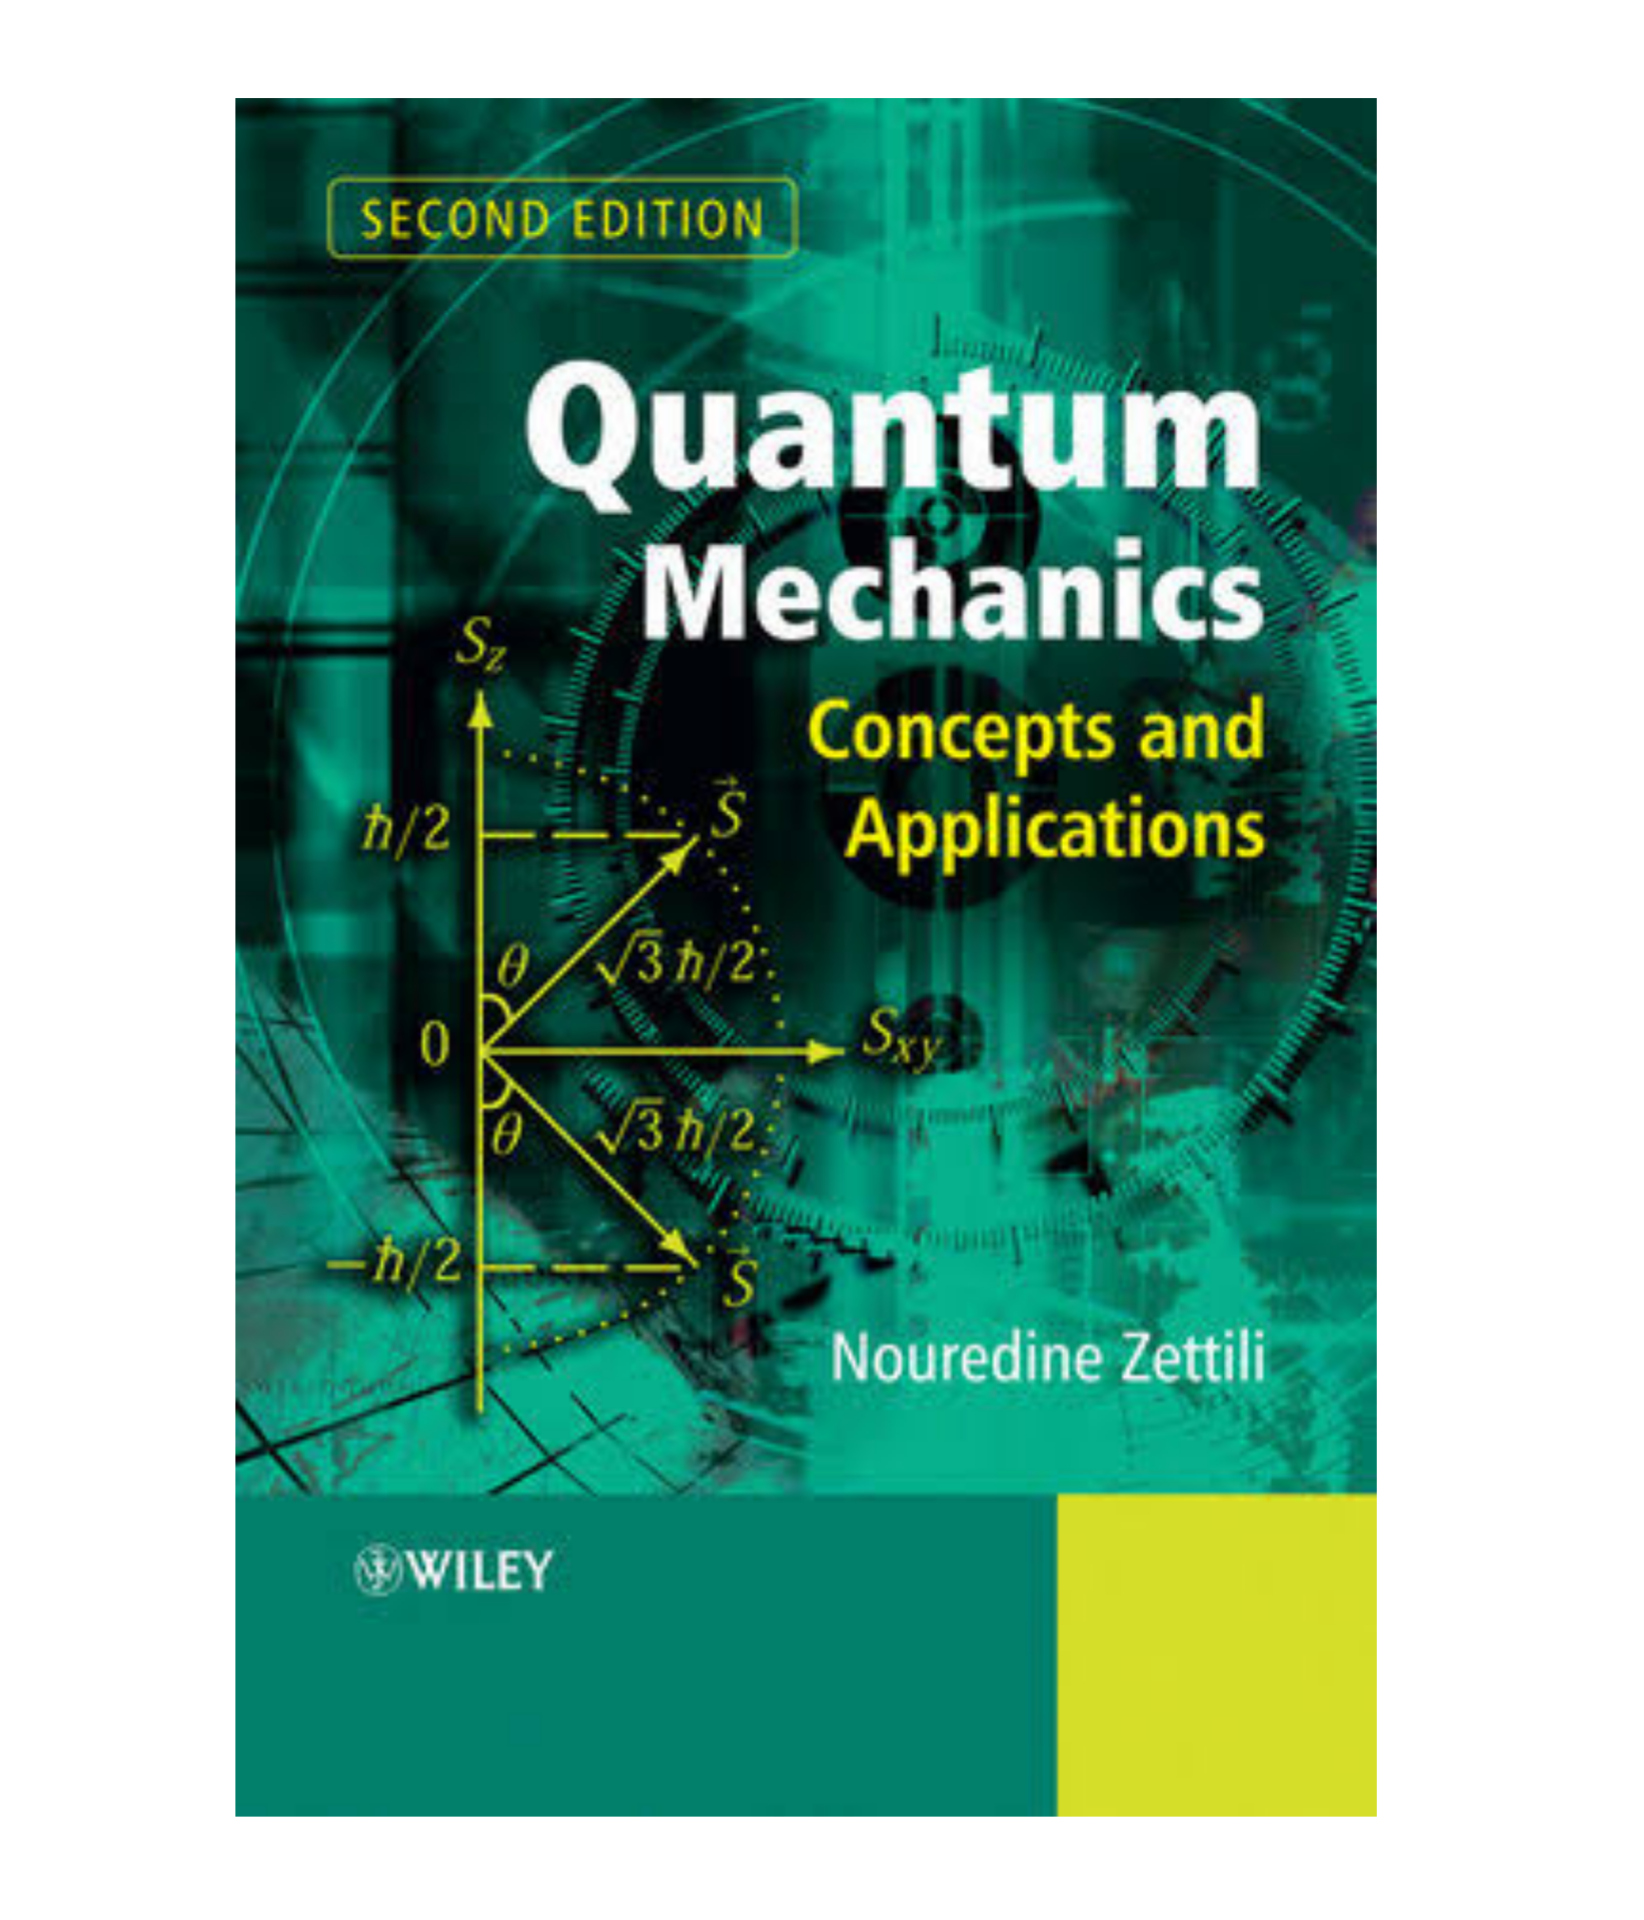 SECOND EDITION
Quantum
Mechanics
Concepts and
Applications
S_z
ħ/2
S⃗
θ
√3 ħ/2
0
S_xy
θ
√3 ħ/2
−ħ/2
S⃗
Nouredine Zettili
WILEY